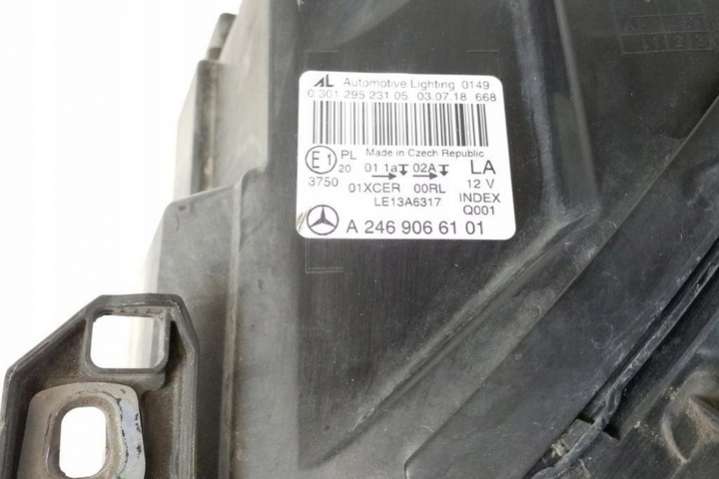 AL Automotive Lighting 0149
0 301 295 231 05 03.07.18 668
E1 PL Made in Czech Republic LA
20 01 1a 02A 12 V
3750 01XCER 00RL INDEX
LE13A6317 Q001
A 246 906 61 01